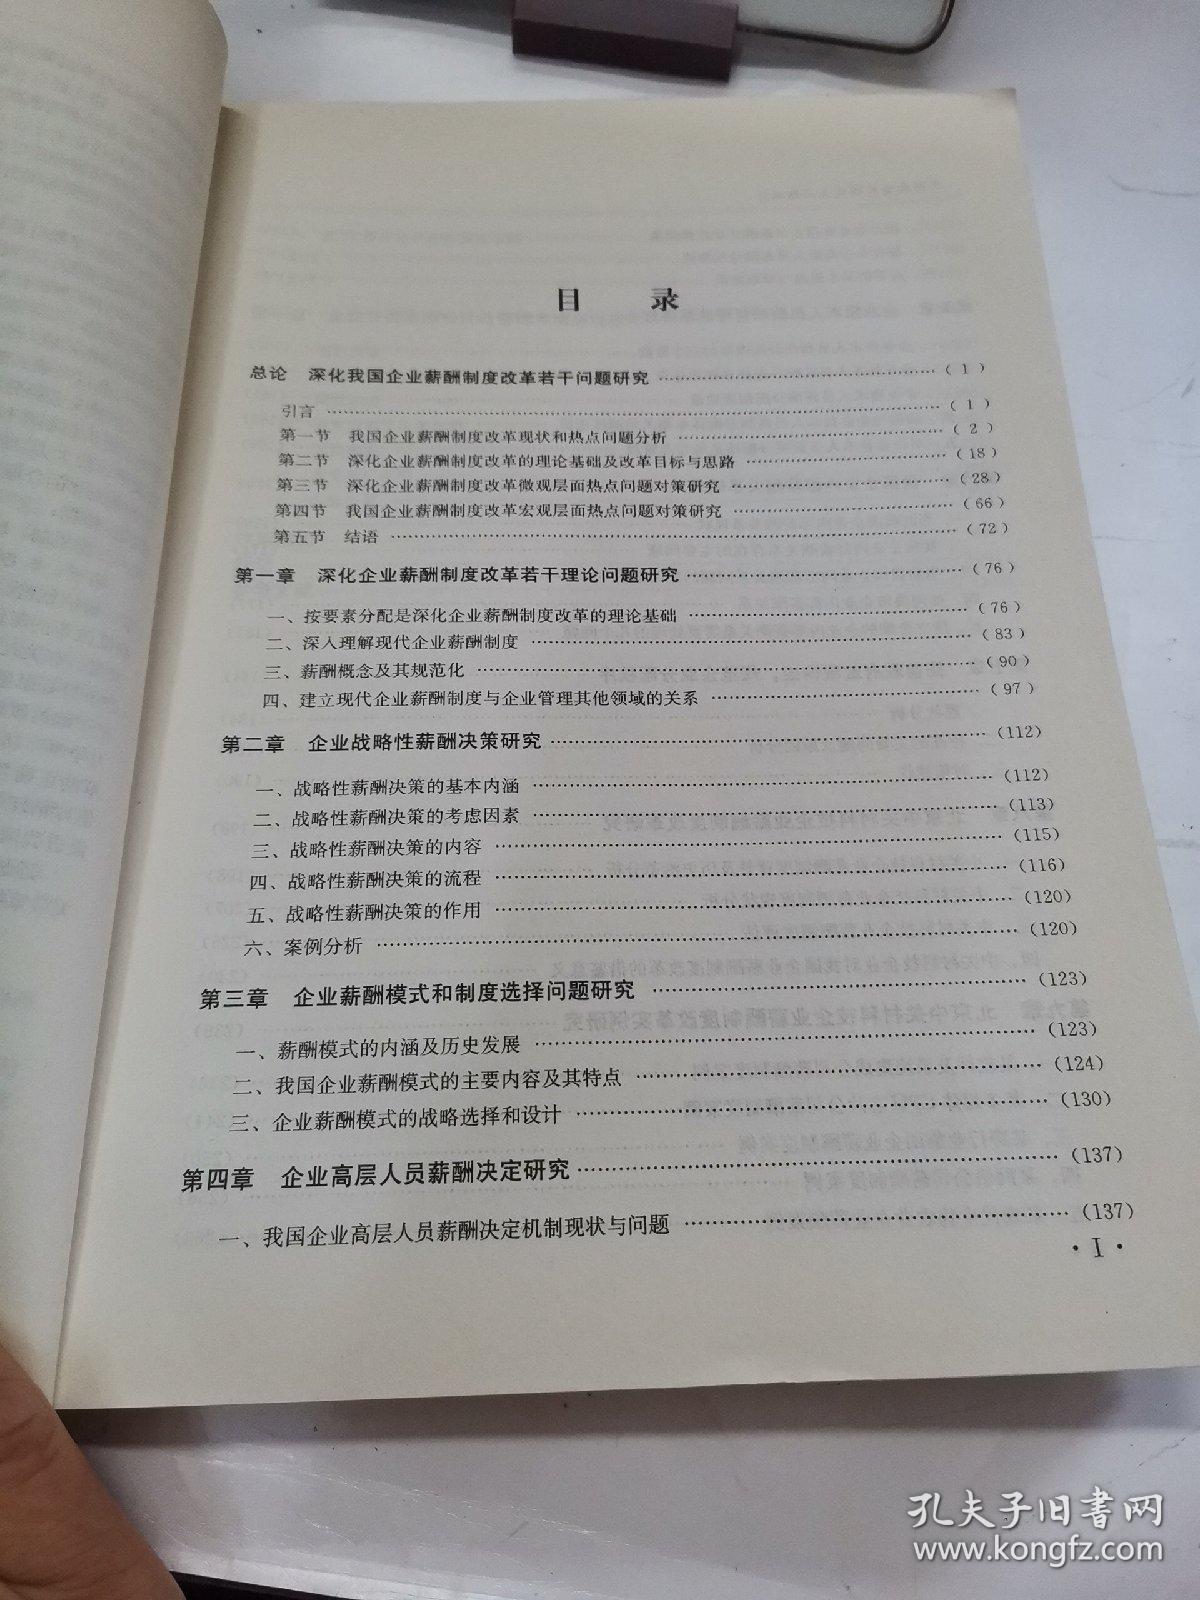 目 录
总论 深化我国企业薪酬制度改革若干问题研究 ……………………………（ 1 ）
引言 ……………………………………………………………………（ 1 ）
第一节 我国企业薪酬制度改革现状和热点问题分析 ……………………………（ 2 ）
第二节 深化企业薪酬制度改革的理论基础及改革目标与思路 ……………………（18）
第三节 深化企业薪酬制度改革微观层面热点问题对策研究 ……………………（28）
第四节 我国企业薪酬制度改革宏观层面热点问题对策研究 ……………………（66）
第五节 结语 ……………………………………………………………（72）
第一章 深化企业薪酬制度改革若干理论问题研究 ……………………………（76）
一、按要素分配是深化企业薪酬制度改革的理论基础 ……………………………（76）
二、深入理解现代企业薪酬制度 ……………………………………………（83）
三、薪酬概念及其规范化 ………………………………………………（90）
四、建立现代企业薪酬制度与企业管理其他领域的关系 …………………………（97）
第二章 企业战略性薪酬决策研究 ……………………………………………（112）
一、战略性薪酬决策的基本内涵 ……………………………………………（112）
二、战略性薪酬决策的考虑因素 ……………………………………………（113）
三、战略性薪酬决策的内容 ………………………………………………（115）
四、战略性薪酬决策的流程 ………………………………………………（116）
五、战略性薪酬决策的作用 ………………………………………………（120）
六、案例分析 …………………………………………………………（120）
第三章 企业薪酬模式和制度选择问题研究 ……………………………………（123）
一、薪酬模式的内涵及历史发展 ……………………………………………（123）
二、我国企业薪酬模式的主要内容及其特点 ……………………………………（124）
三、企业薪酬模式的战略选择和设计 ……………………………………………（130）
第四章 企业高层人员薪酬决定研究 ……………………………………………（137）
一、我国企业高层人员薪酬决定机制现状与问题 ……………………………………（137）
· I ·
孔夫子旧书网
www.kongfz.com